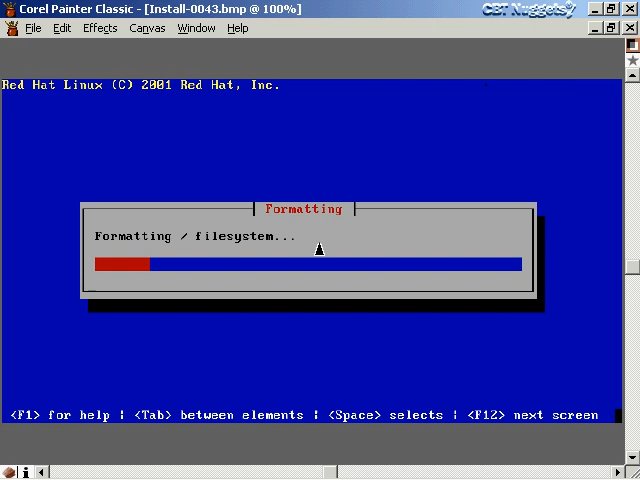 Corel Painter Classic - [Install-0043.bmp @ 100%]
CBT Nuggets
File Edit Effects Canvas Window Help
Red Hat Linux (C) 2001 Red Hat, Inc.
Formatting
Formatting / filesystem...
<F1> for help | <Tab> between elements | <Space> selects | <F12> next screen